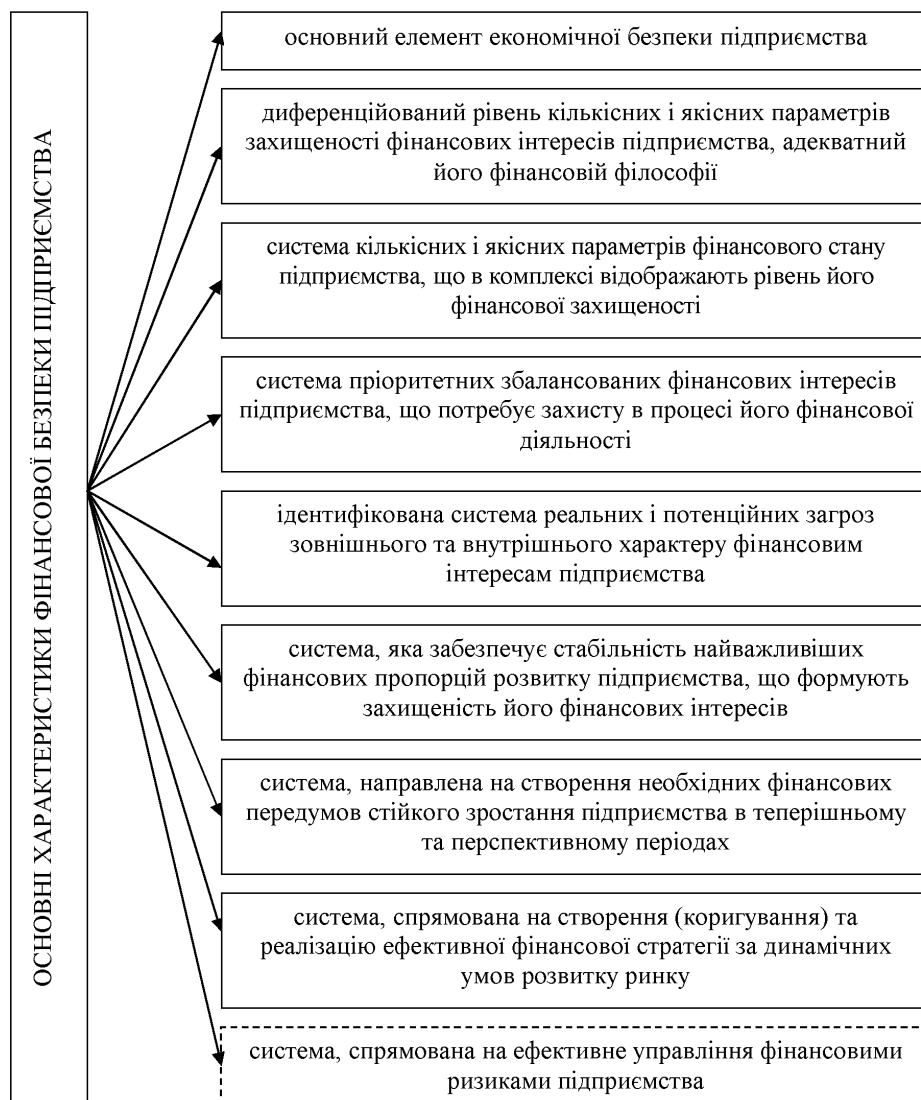 ОСНОВНІ ХАРАКТЕРИСТИКИ ФІНАНСОВОЇ БЕЗПЕКИ ПІДПРИЄМСТВА
основний елемент економічної безпеки підприємства
диференційований рівень кількісних і якісних параметрів
захищеності фінансових інтересів підприємства, адекватний
його фінансовій філософії
система кількісних і якісних параметрів фінансового стану
підприємства, що в комплексі відображають рівень його
фінансової захищеності
система пріоритетних збалансованих фінансових інтересів
підприємства, що потребує захисту в процесі його фінансової
діяльності
ідентифікована система реальних і потенційних загроз
зовнішнього та внутрішнього характеру фінансовим
інтересам підприємства
система, яка забезпечує стабільність найважливіших
фінансових пропорцій розвитку підприємства, що формують
захищеність його фінансових інтересів
система, направлена на створення необхідних фінансових
передумов стійкого зростання підприємства в теперішньому
та перспективному періодах
система, спрямована на створення (коригування) та
реалізацію ефективної фінансової стратегії за динамічних
умов розвитку ринку
система, спрямована на ефективне управління фінансовими
ризиками підприємства